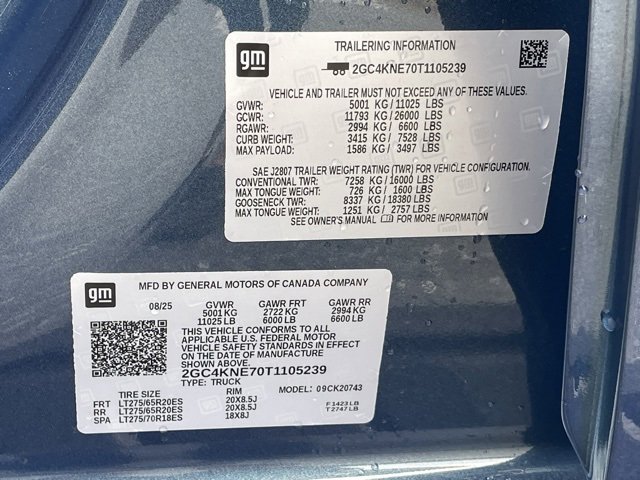 gm
TRAILERING INFORMATION
2GC4KNE70T1105239
VEHICLE AND TRAILER MUST NOT EXCEED ANY OF THESE VALUES.
GVWR: 5001 KG / 11025 LBS
GCWR: 11793 KG / 26000 LBS
RGAWR: 2994 KG / 6600 LBS
CURB WEIGHT: 3415 KG / 7528 LBS
MAX PAYLOAD: 1586 KG / 3497 LBS
SAE J2807 TRAILER WEIGHT RATING (TWR) FOR VEHICLE CONFIGURATION.
CONVENTIONAL TWR: 7258 KG / 16000 LBS
MAX TONGUE WEIGHT: 726 KG / 1600 LBS
GOOSENECK TWR: 8337 KG / 18380 LBS
MAX TONGUE WEIGHT: 1251 KG / 2757 LBS
SEE OWNER'S MANUAL FOR MORE INFORMATION
gm
MFD BY GENERAL MOTORS OF CANADA COMPANY
08/25 GVWR GAWR FRT GAWR RR
5001 KG 2722 KG 2994 KG
11025 LB 6000 LB 6600 LB
THIS VEHICLE CONFORMS TO ALL
APPLICABLE U.S. FEDERAL MOTOR
VEHICLE SAFETY STANDARDS IN EFFECT
ON THE DATE OF MANUFACTURE
SHOWN ABOVE.
2GC4KNE70T1105239
TYPE: TRUCK MODEL: 09CK20743
TIRE SIZE RIM
FRT LT275/65R20ES 20X8.5J F 1423 LB
RR LT275/65R20ES 20X8.5J T 2747 LB
SPA LT275/70R18ES 18X8J